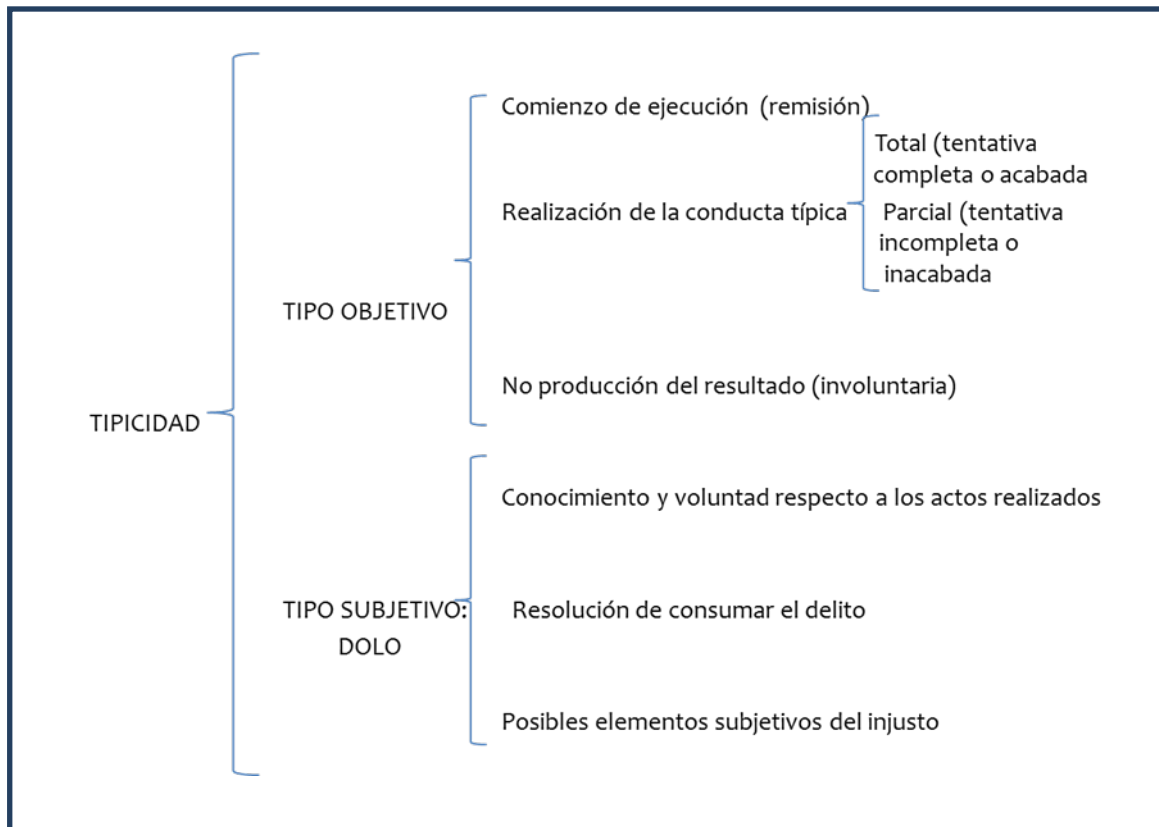 Comienzo de ejecución (remisión)
Total (tentativa
completa o acabada
Realización de la conducta típica
Parcial (tentativa
incompleta o
inacabada
TIPO OBJETIVO
No producción del resultado (involuntaria)
TIPICIDAD
Conocimiento y voluntad respecto a los actos realizados
TIPO SUBJETIVO:
DOLO
Resolución de consumar el delito
Posibles elementos subjetivos del injusto